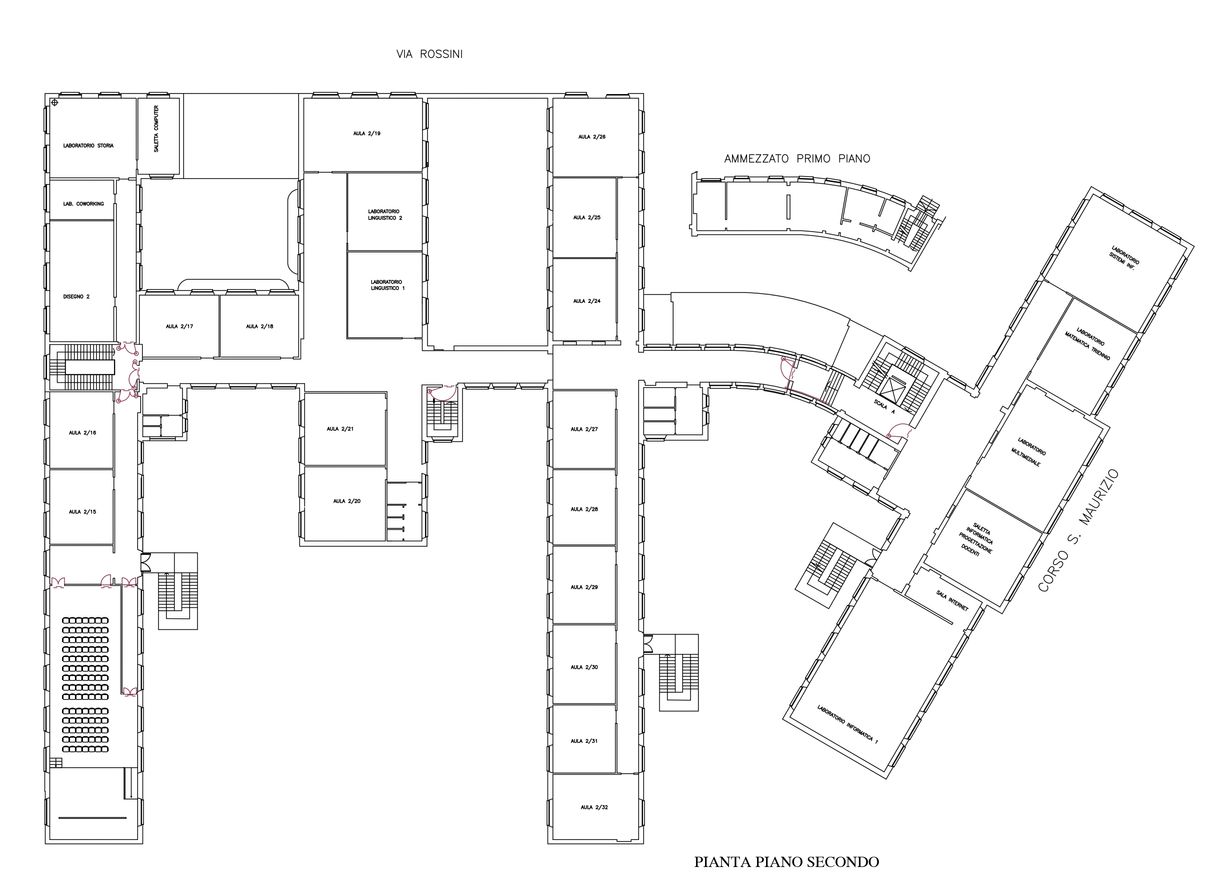 VIA ROSSINI
LABORATORIO STORIA
SALETTA COMPUTER
AULA 2/19
AULA 2/26
AMMEZZATO PRIMO PIANO
LAB. COWORKING
LABORATORIO
LINGUISTICO 2
AULA 2/25
LABORATORIO
SISTEMI INF.
DISEGNO 2
LABORATORIO
LINGUISTICO 1
AULA 2/24
AULA 2/17
AULA 2/18
LABORATORIO
MATEMATICA TRIENNIO
SCALA A
AULA 2/16
AULA 2/21
AULA 2/27
LABORATORIO
MULTIMEDIALE
AULA 2/15
AULA 2/20
AULA 2/28
SALETTA
INFORMATICA
PROGETTAZIONE
DOCENTI
CORSO S. MAURIZIO
AULA 2/29
SALA INTERNET
AULA 2/30
LABORATORIO INFORMATICA 1
AULA 2/31
AULA 2/32
PIANTA PIANO SECONDO